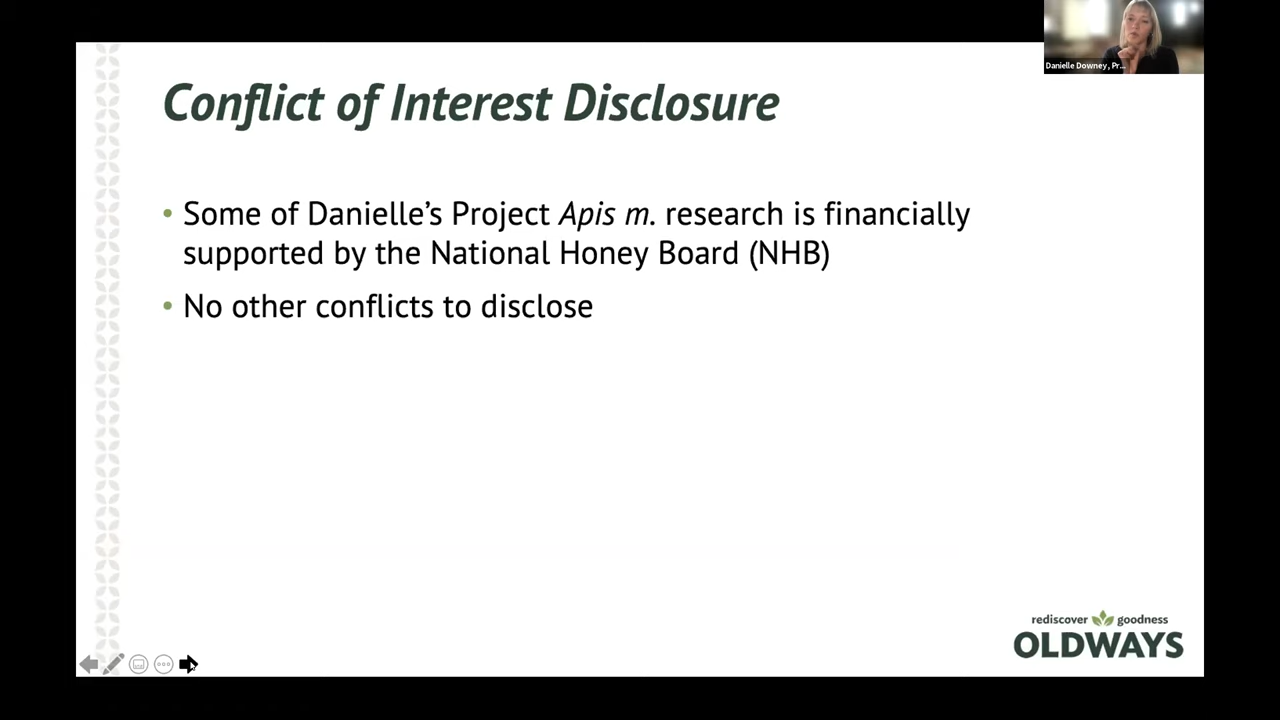 Danielle Downey, Pr...
Conflict of Interest Disclosure
• Some of Danielle’s Project Apis m. research is financially
supported by the National Honey Board (NHB)
• No other conflicts to disclose
rediscover goodness
OLDWAYS